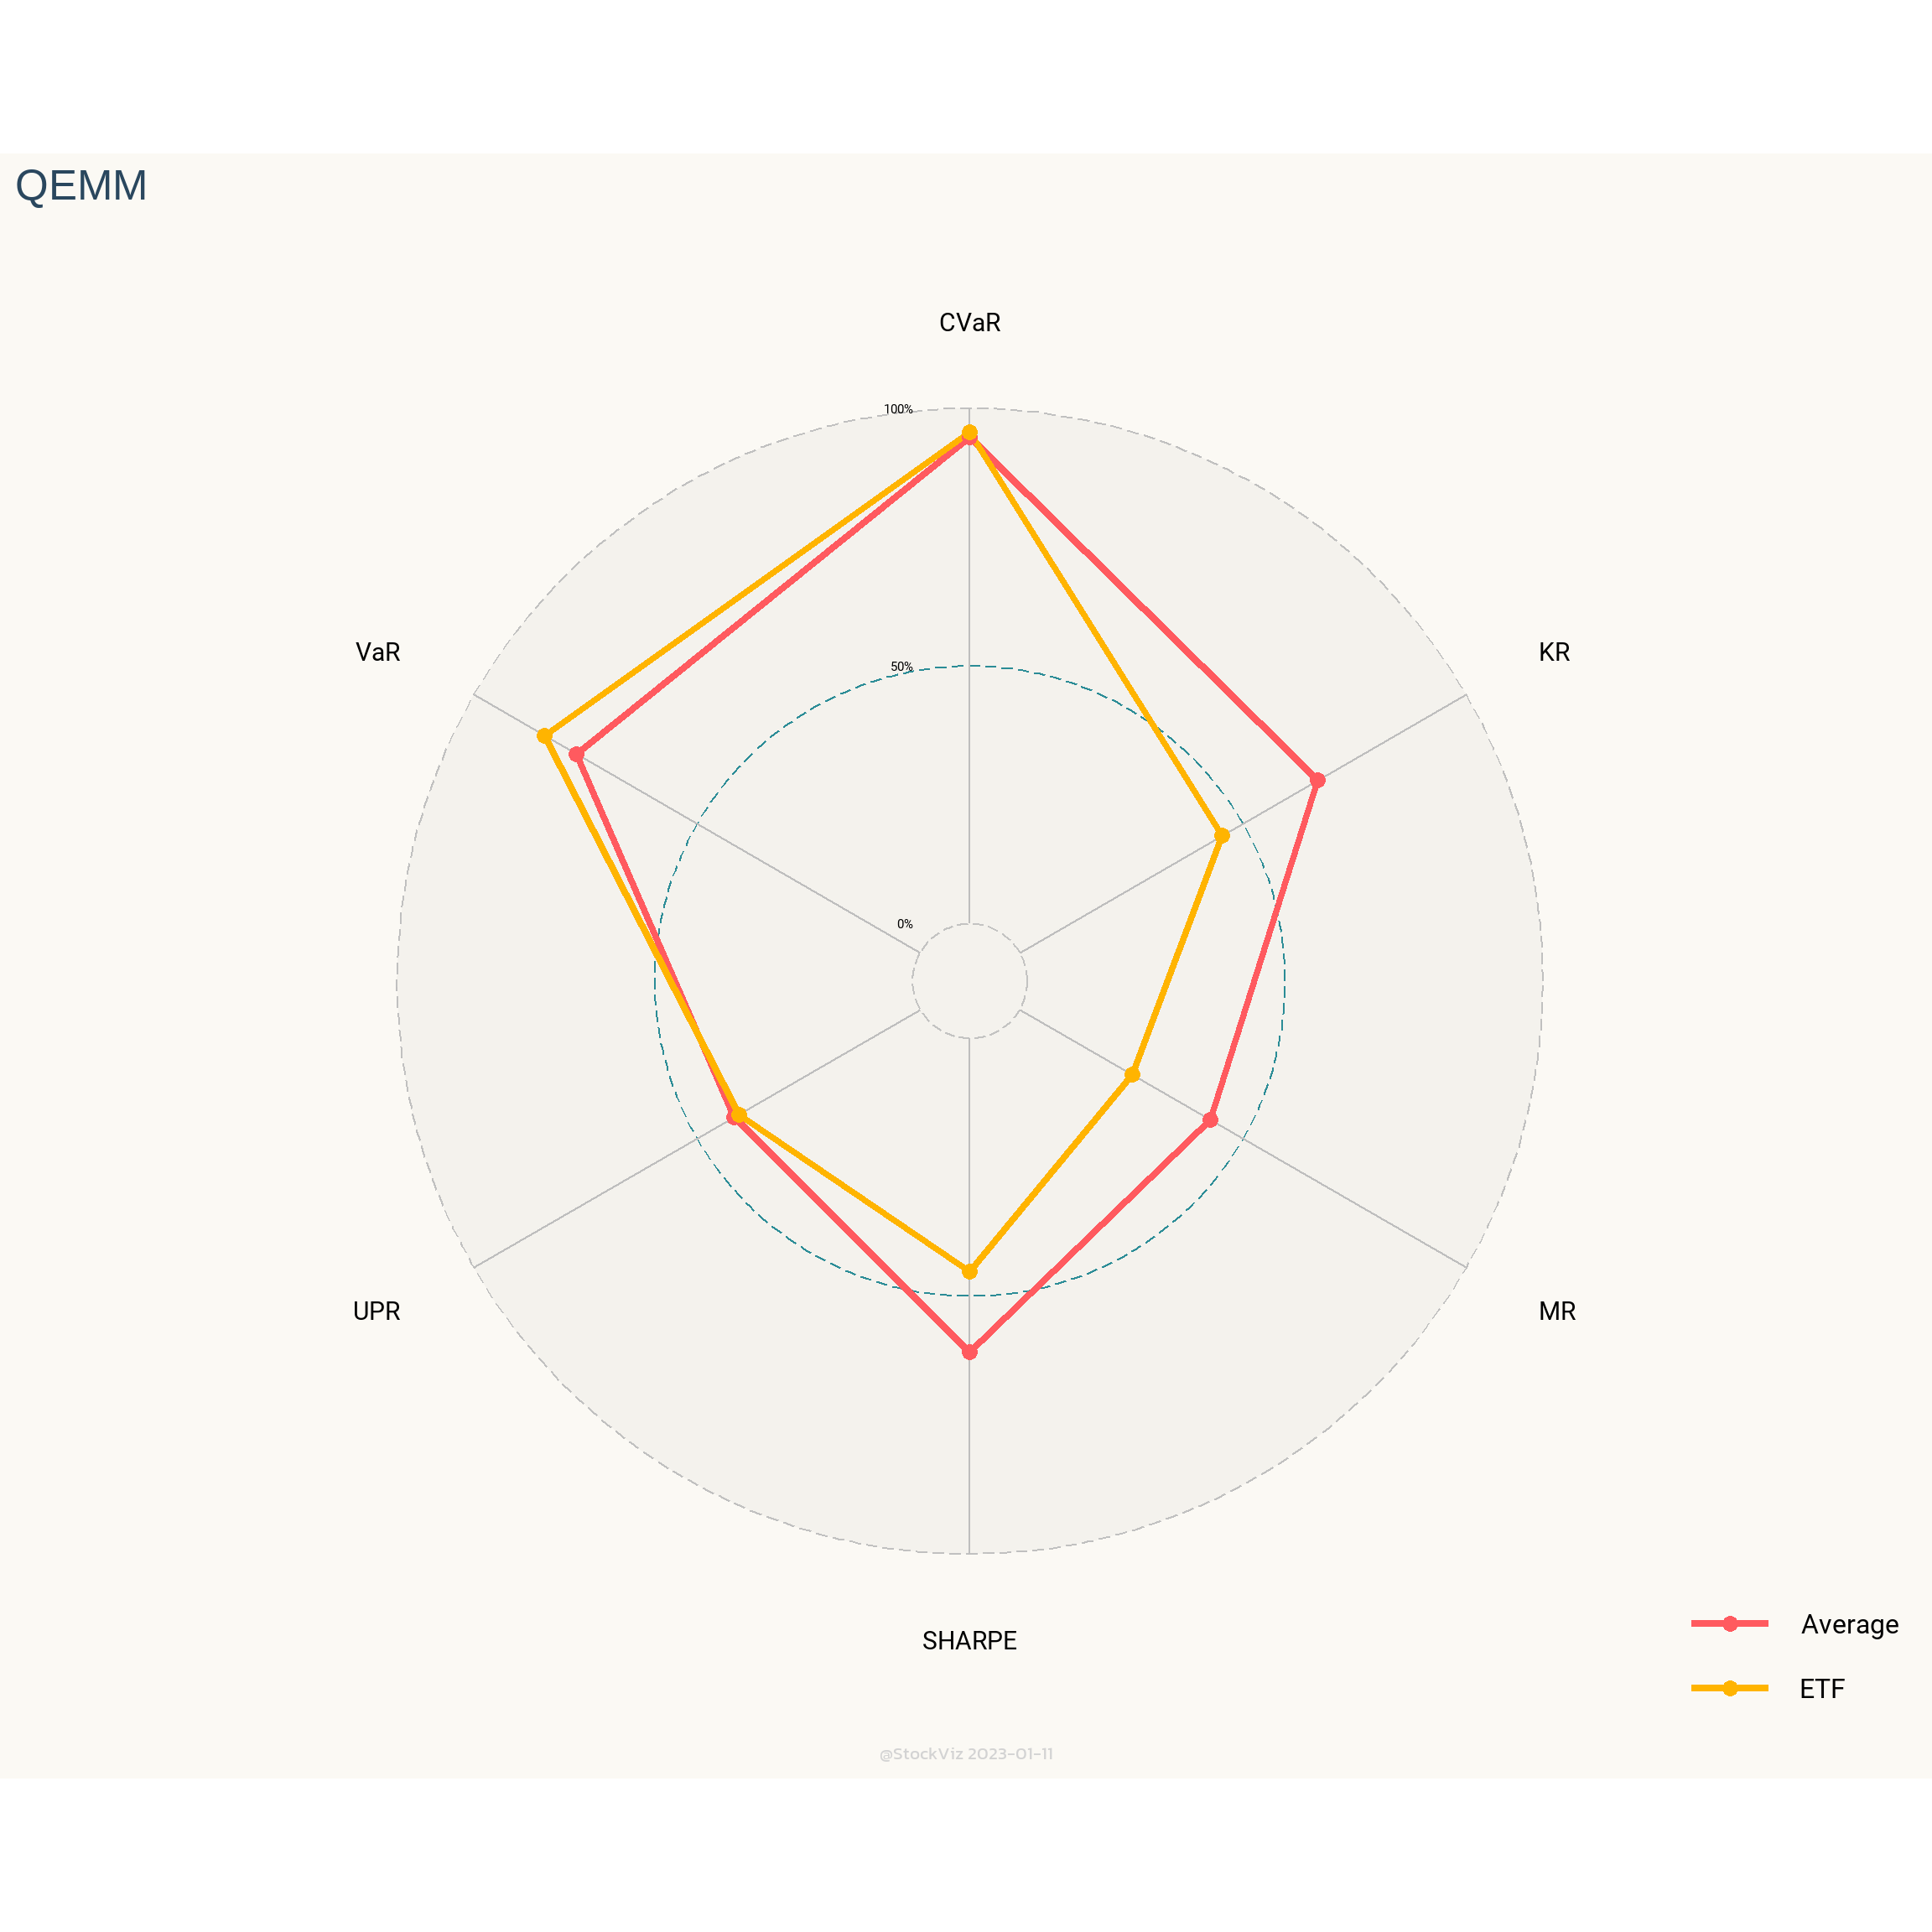 QEMM
CVaR
100%
VaR
KR
50%
0%
UPR
MR
SHARPE
Average
ETF
@StockViz 2023-01-11